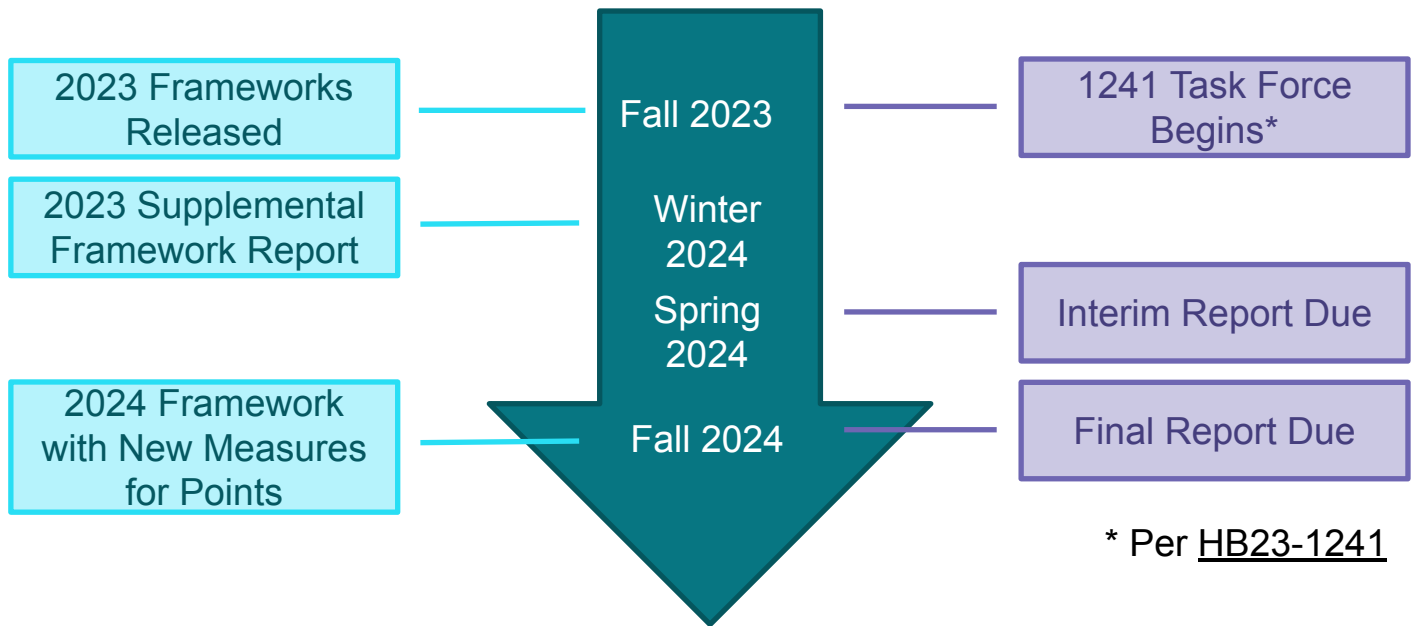 2023 Frameworks
Released
Fall 2023
1241 Task Force
Begins*
2023 Supplemental
Framework Report
Winter
2024
Spring
2024
Interim Report Due
2024 Framework
with New Measures
for Points
Fall 2024
Final Report Due
* Per HB23-1241